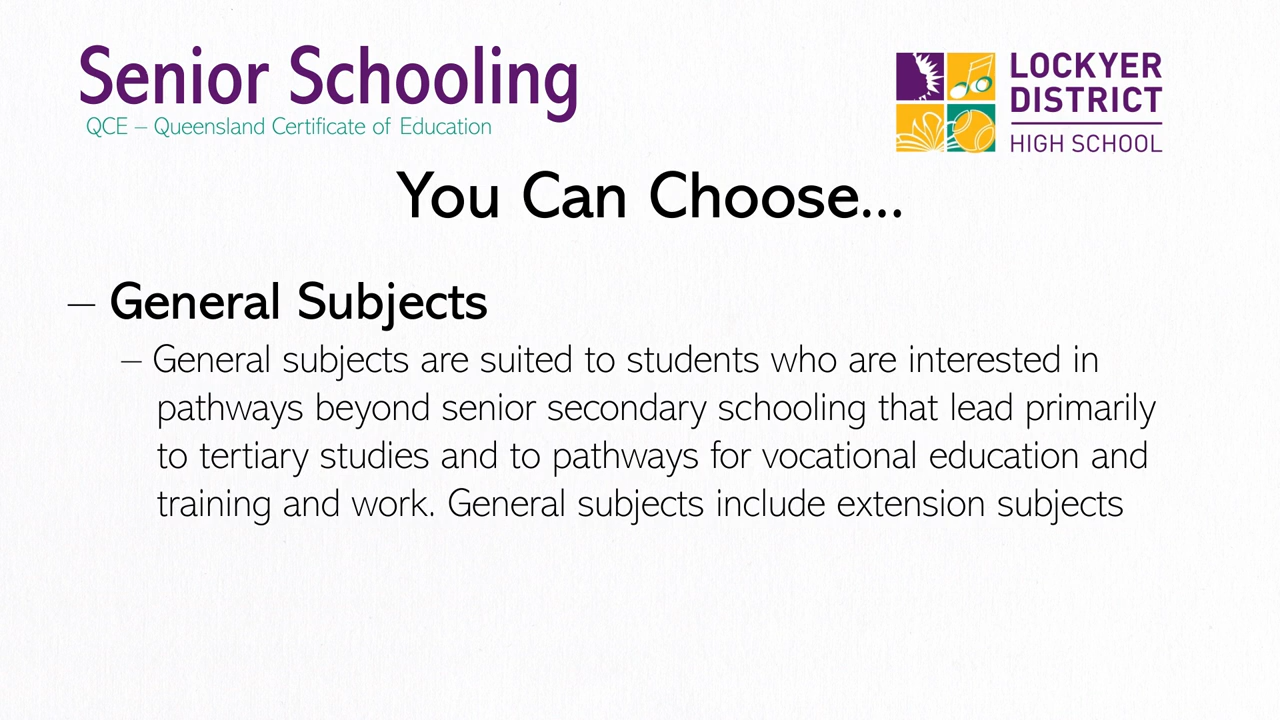 Senior Schooling
QCE – Queensland Certificate of Education
LOCKYER
DISTRICT
HIGH SCHOOL
You Can Choose...
– General Subjects
– General subjects are suited to students who are interested in
pathways beyond senior secondary schooling that lead primarily
to tertiary studies and to pathways for vocational education and
training and work. General subjects include extension subjects